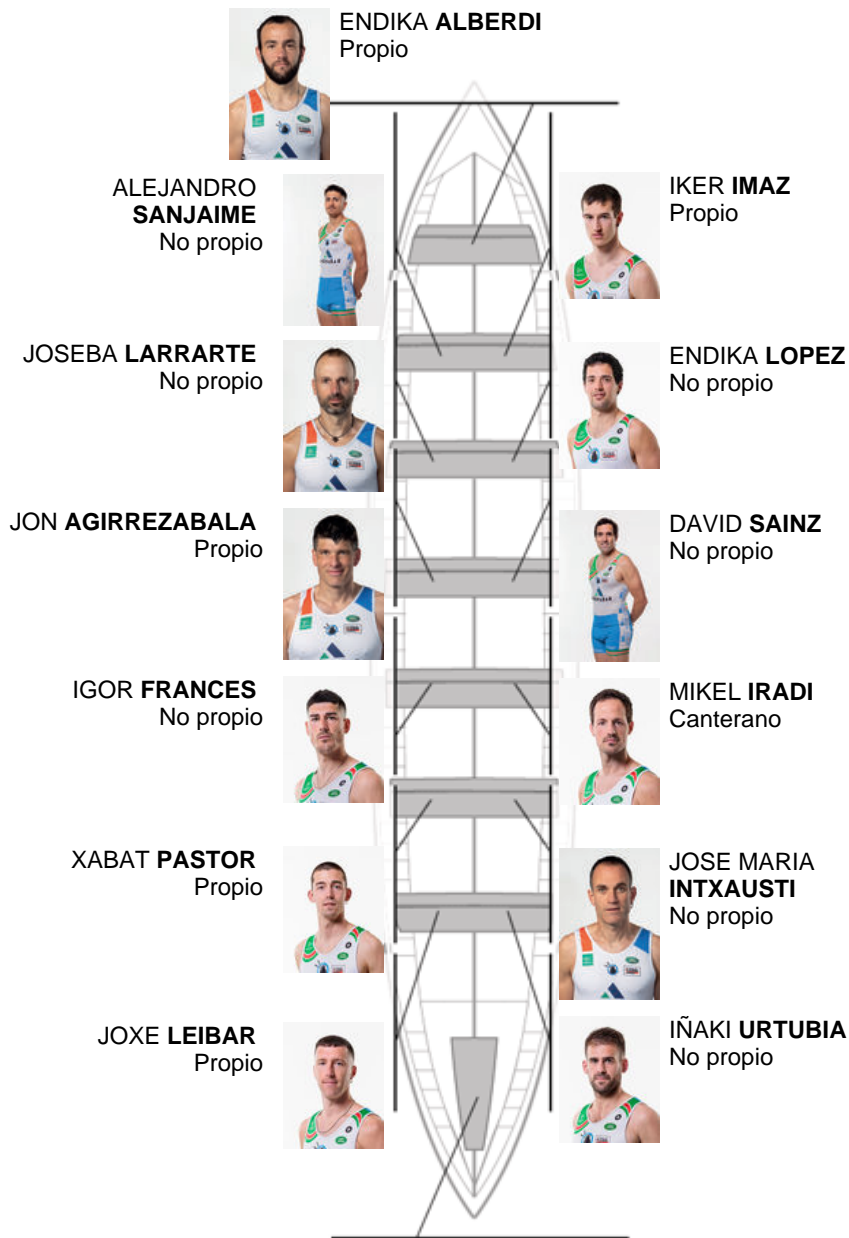 ENDIKA ALBERDI
Propio
ALEJANDRO
SANJAIME
No propio
IKER IMAZ
Propio
JOSEBA LARRARTE
No propio
ENDIKA LOPEZ
No propio
JON AGIRREZABALA
Propio
DAVID SAINZ
No propio
IGOR FRANCES
No propio
MIKEL IRADI
Canterano
XABAT PASTOR
Propio
JOSE MARIA
INTXAUSTI
No propio
JOXE LEIBAR
Propio
IÑAKI URTUBIA
No propio